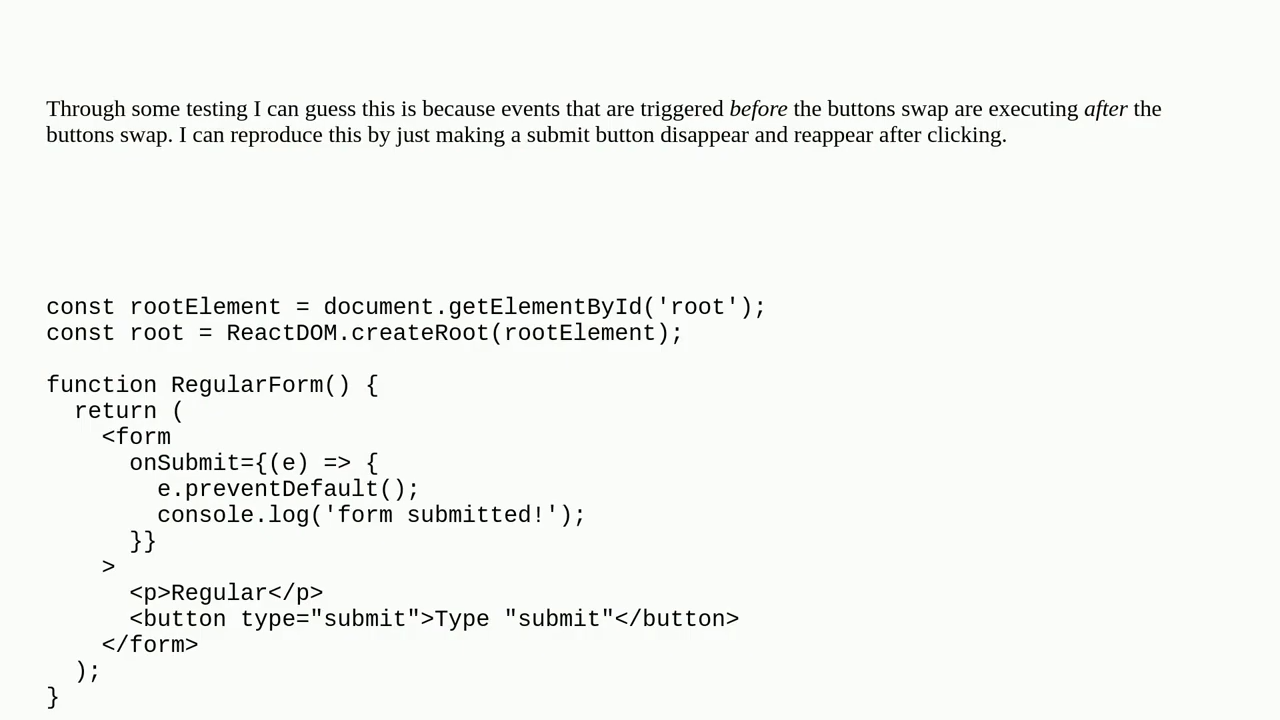 Through some testing I can guess this is because events that are triggered before the buttons swap are executing after the
buttons swap. I can reproduce this by just making a submit button disappear and reappear after clicking.
const rootElement = document.getElementById('root');
const root = ReactDOM.createRoot(rootElement);
function RegularForm() {
  return (
    <form
      onSubmit={(e) => {
        e.preventDefault();
        console.log('form submitted!');
      }}
    >
      <p>Regular</p>
      <button type="submit">Type "submit"</button>
    </form>
  );
}